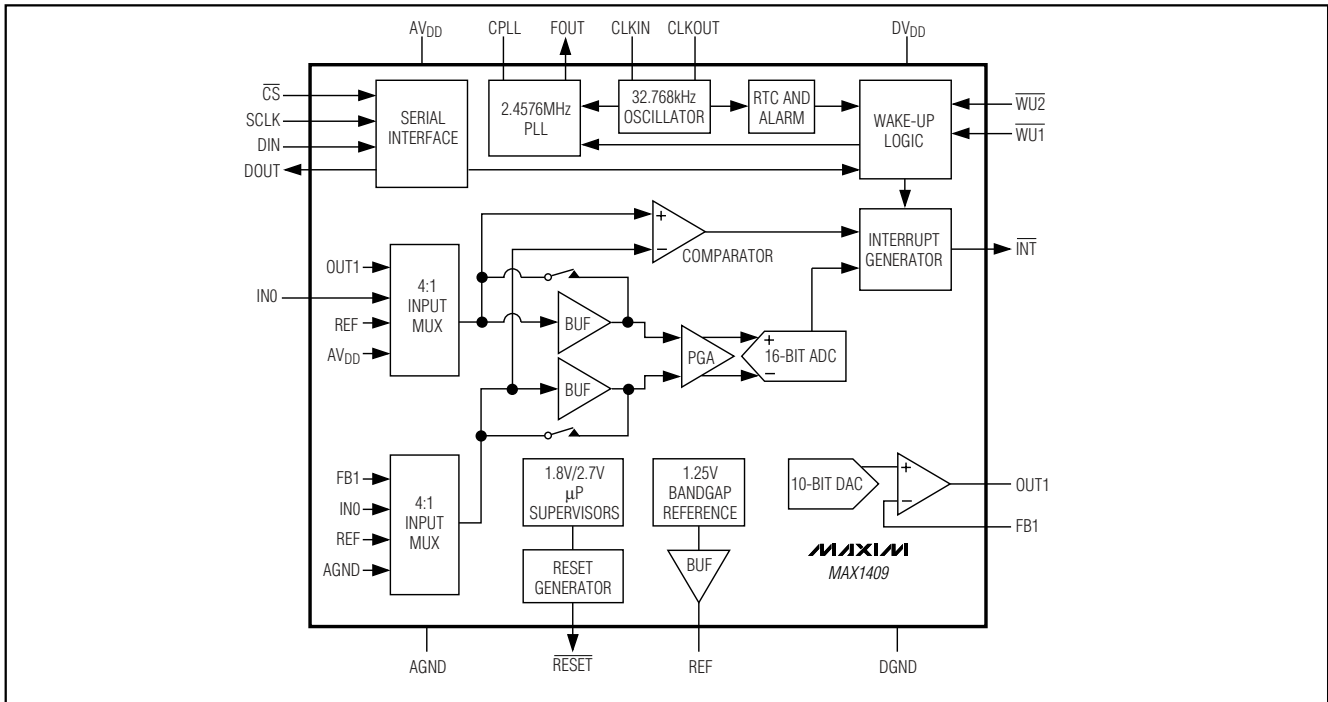 AVDD
CPLL
FOUT
CLKIN
CLKOUT
DVDD
CS
SCLK
DIN
DOUT
SERIAL
INTERFACE
2.4576MHz
PLL
32.768kHz
OSCILLATOR
RTC AND
ALARM
WAKE-UP
LOGIC
WU2
WU1
+
−
COMPARATOR
INTERRUPT
GENERATOR
INT
OUT1
IN0
REF
AVDD
4:1
INPUT
MUX
BUF
BUF
PGA
+
−
16-BIT ADC
FB1
IN0
REF
AGND
4:1
INPUT
MUX
1.8V/2.7V
µP
SUPERVISORS
RESET
GENERATOR
1.25V
BANDGAP
REFERENCE
BUF
10-BIT DAC
+
−
OUT1
FB1
MAXIM
MAX1409
AGND
RESET
REF
DGND